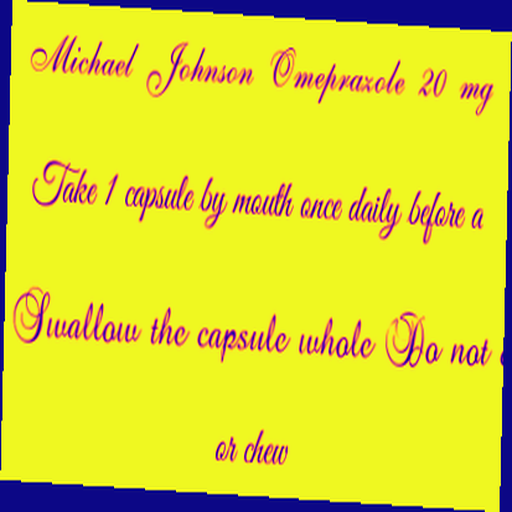 Michael Johnson Omeprazole 20 mg
Take 1 capsule by mouth once daily before a
Swallow the capsule whole Do not
or chew